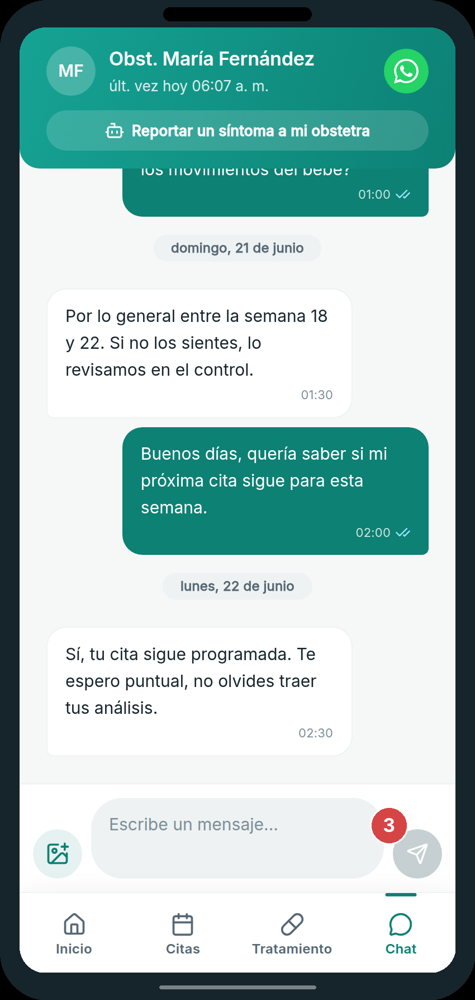 MF
Obst. María Fernández
últ. vez hoy 06:07 a. m.
Reportar un síntoma a mi obstetra
los movimientos del bebé?
01:00
domingo, 21 de junio
Por lo general entre la semana 18
y 22. Si no los sientes, lo
revisamos en el control.
01:30
Buenos días, quería saber si mi
próxima cita sigue para esta
semana.
02:00
lunes, 22 de junio
Sí, tu cita sigue programada. Te
espero puntual, no olvides traer
tus análisis.
02:30
Escribe un mensaje...
3
Inicio
Citas
Tratamiento
Chat